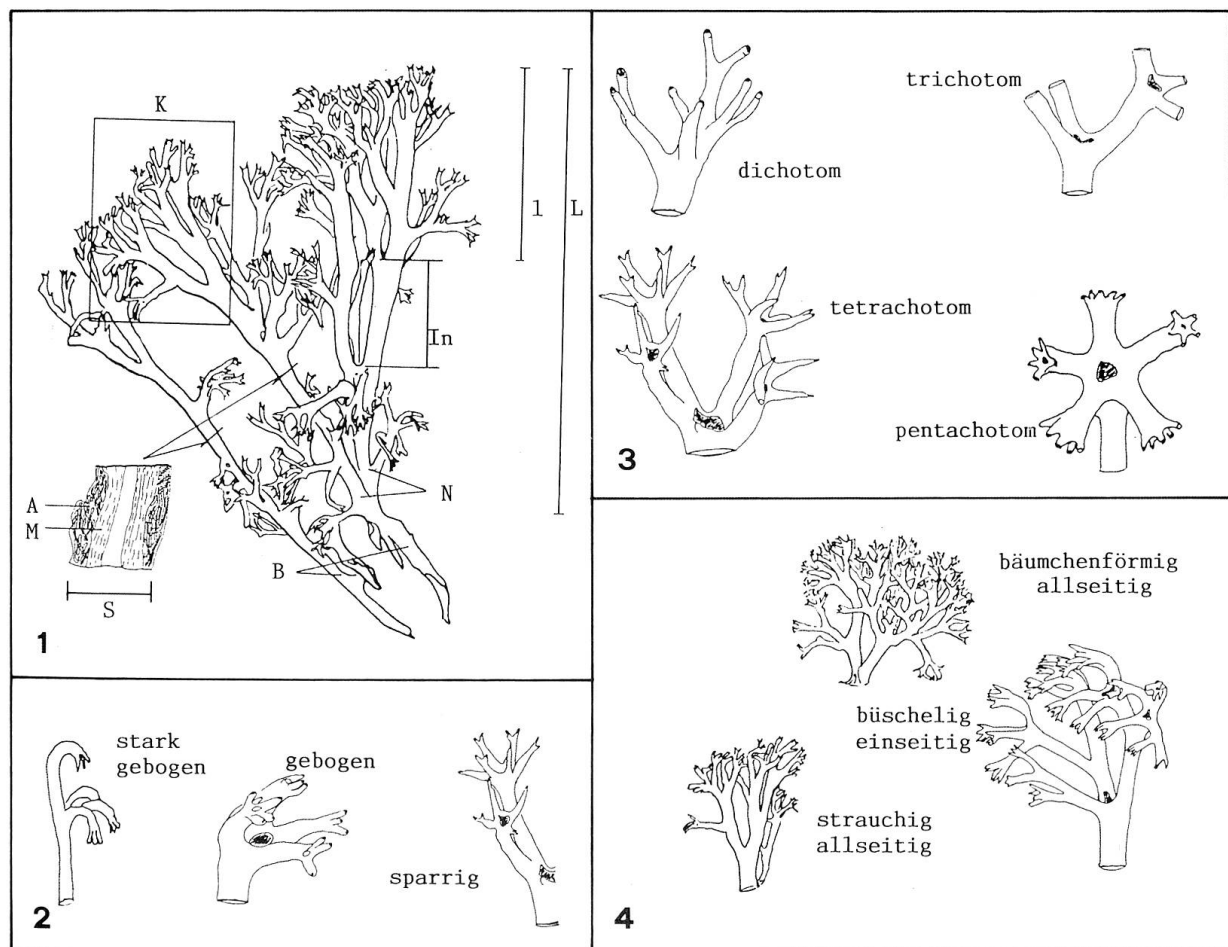 K
l
L
In
N
A
M
B
S
1
stark
gebogen
gebogen
sparrig
2
trichotom
dichotom
tetrachotom
pentachotom
3
bäumchenförmig
allseitig
büschelig
einseitig
strauchig
allseitig
4